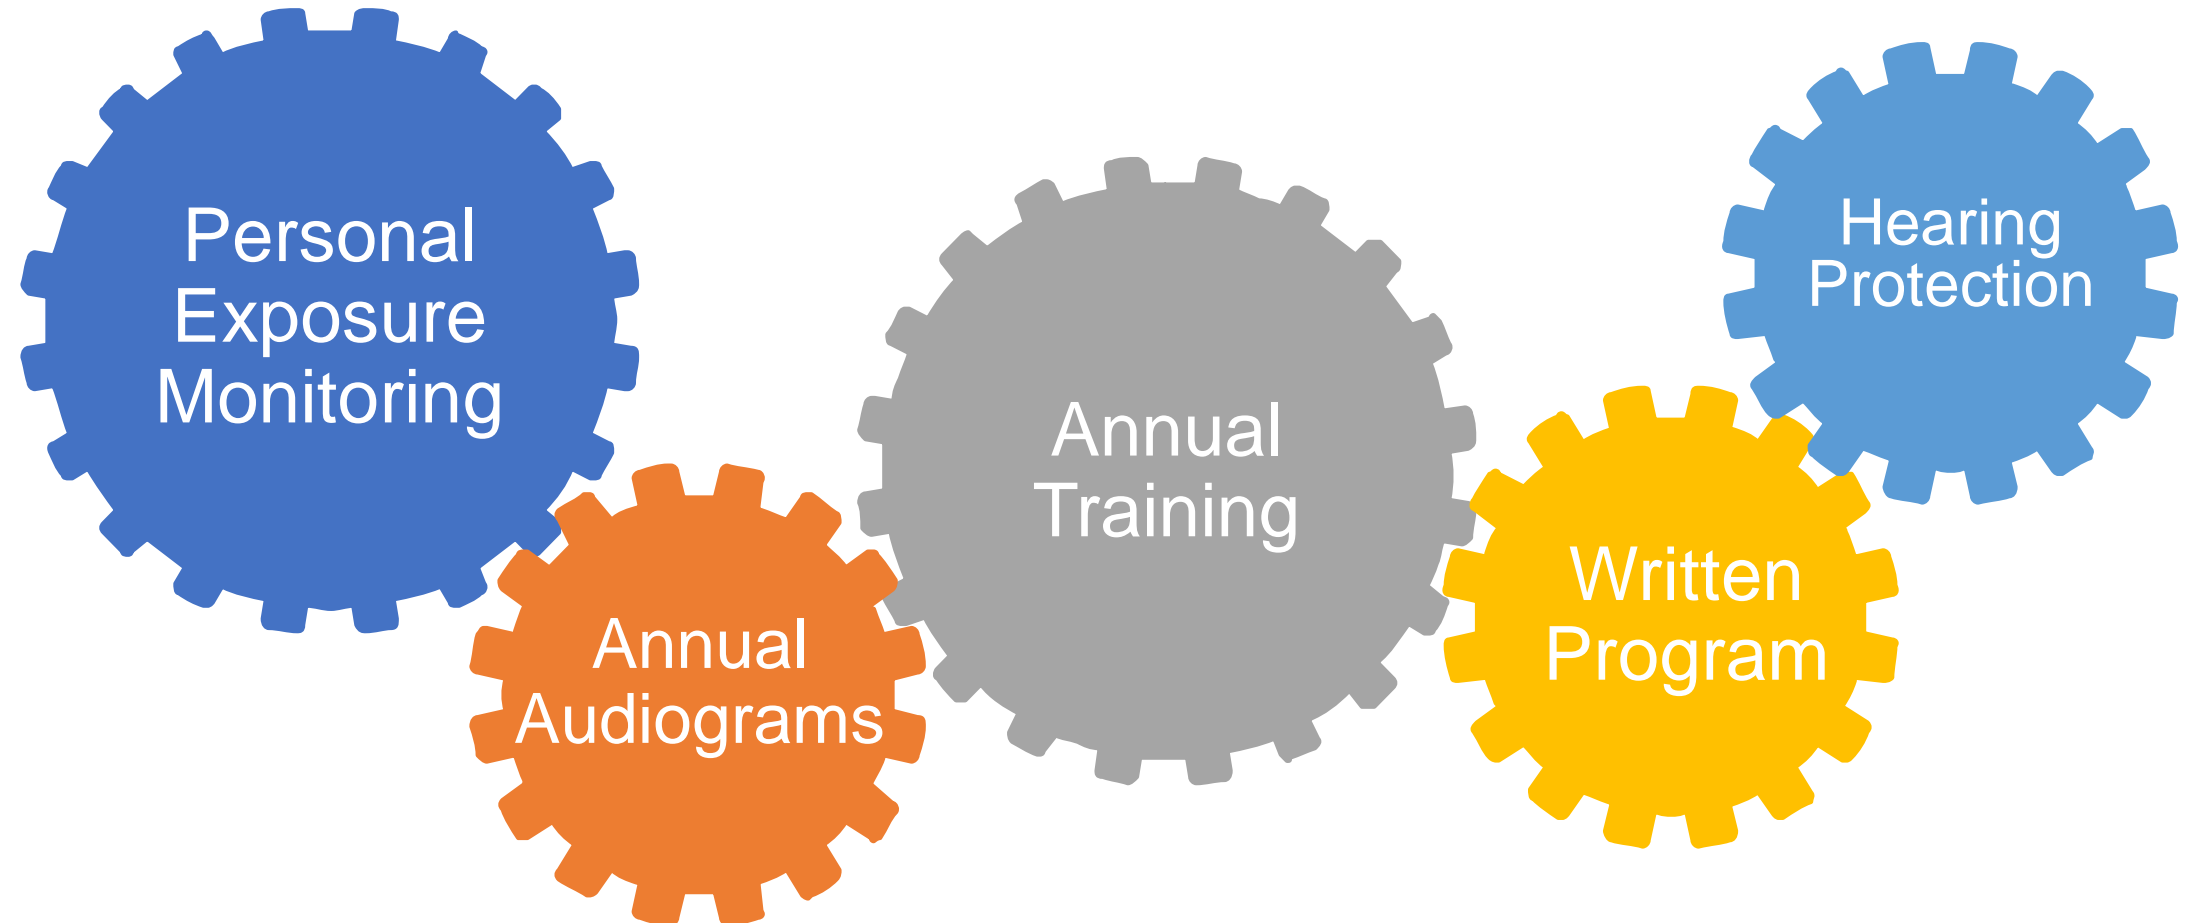 Personal
Exposure
Monitoring
Annual
Audiograms
Annual
Training
Written
Program
Hearing
Protection